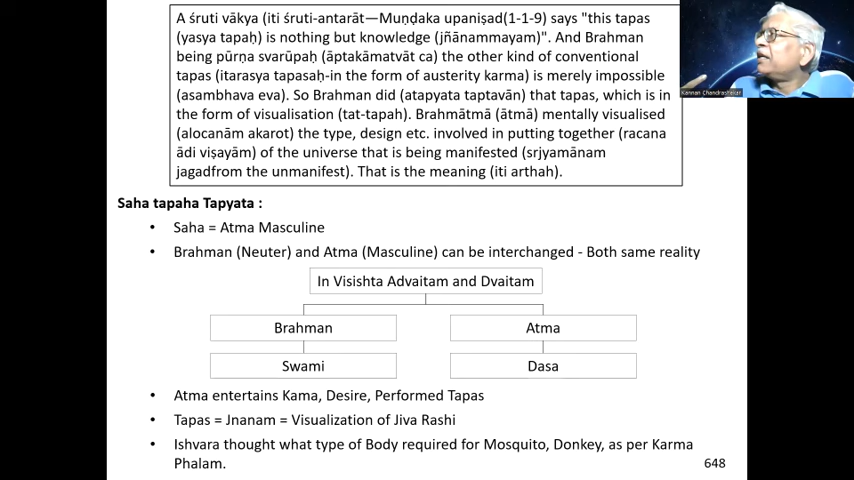 A śruti vākya (iti śruti-antarāt—Muṇḍaka upaniṣad(1-1-9) says "this tapas
(yasya tapaḥ) is nothing but knowledge (jñānammayam)". And Brahman
being pūrṇa svarūpaḥ (āptakāmatvāt ca) the other kind of conventional
tapas (itarasya tapasaḥ-in the form of austerity karma) is merely impossible
(asambhava eva). So Brahman did (atapyata taptavān) that tapas, which is in
the form of visualisation (tat-tapah). Brahmātmā (ātmā) mentally visualised
(alocanām akarot) the type, design etc. involved in putting together (racana
ādi viṣayām) of the universe that is being manifested (srjyamānam
jagadfrom the unmanifest). That is the meaning (iti arthah).
Kannan Chandrashekar
Saha tapaha Tapyata :
• Saha = Atma Masculine
• Brahman (Neuter) and Atma (Masculine) can be interchanged - Both same reality
In Visishta Advaitam and Dvaitam
Brahman
Atma
Swami
Dasa
• Atma entertains Kama, Desire, Performed Tapas
• Tapas = Jnanam = Visualization of Jiva Rashi
• Ishvara thought what type of Body required for Mosquito, Donkey, as per Karma
Phalam.
648